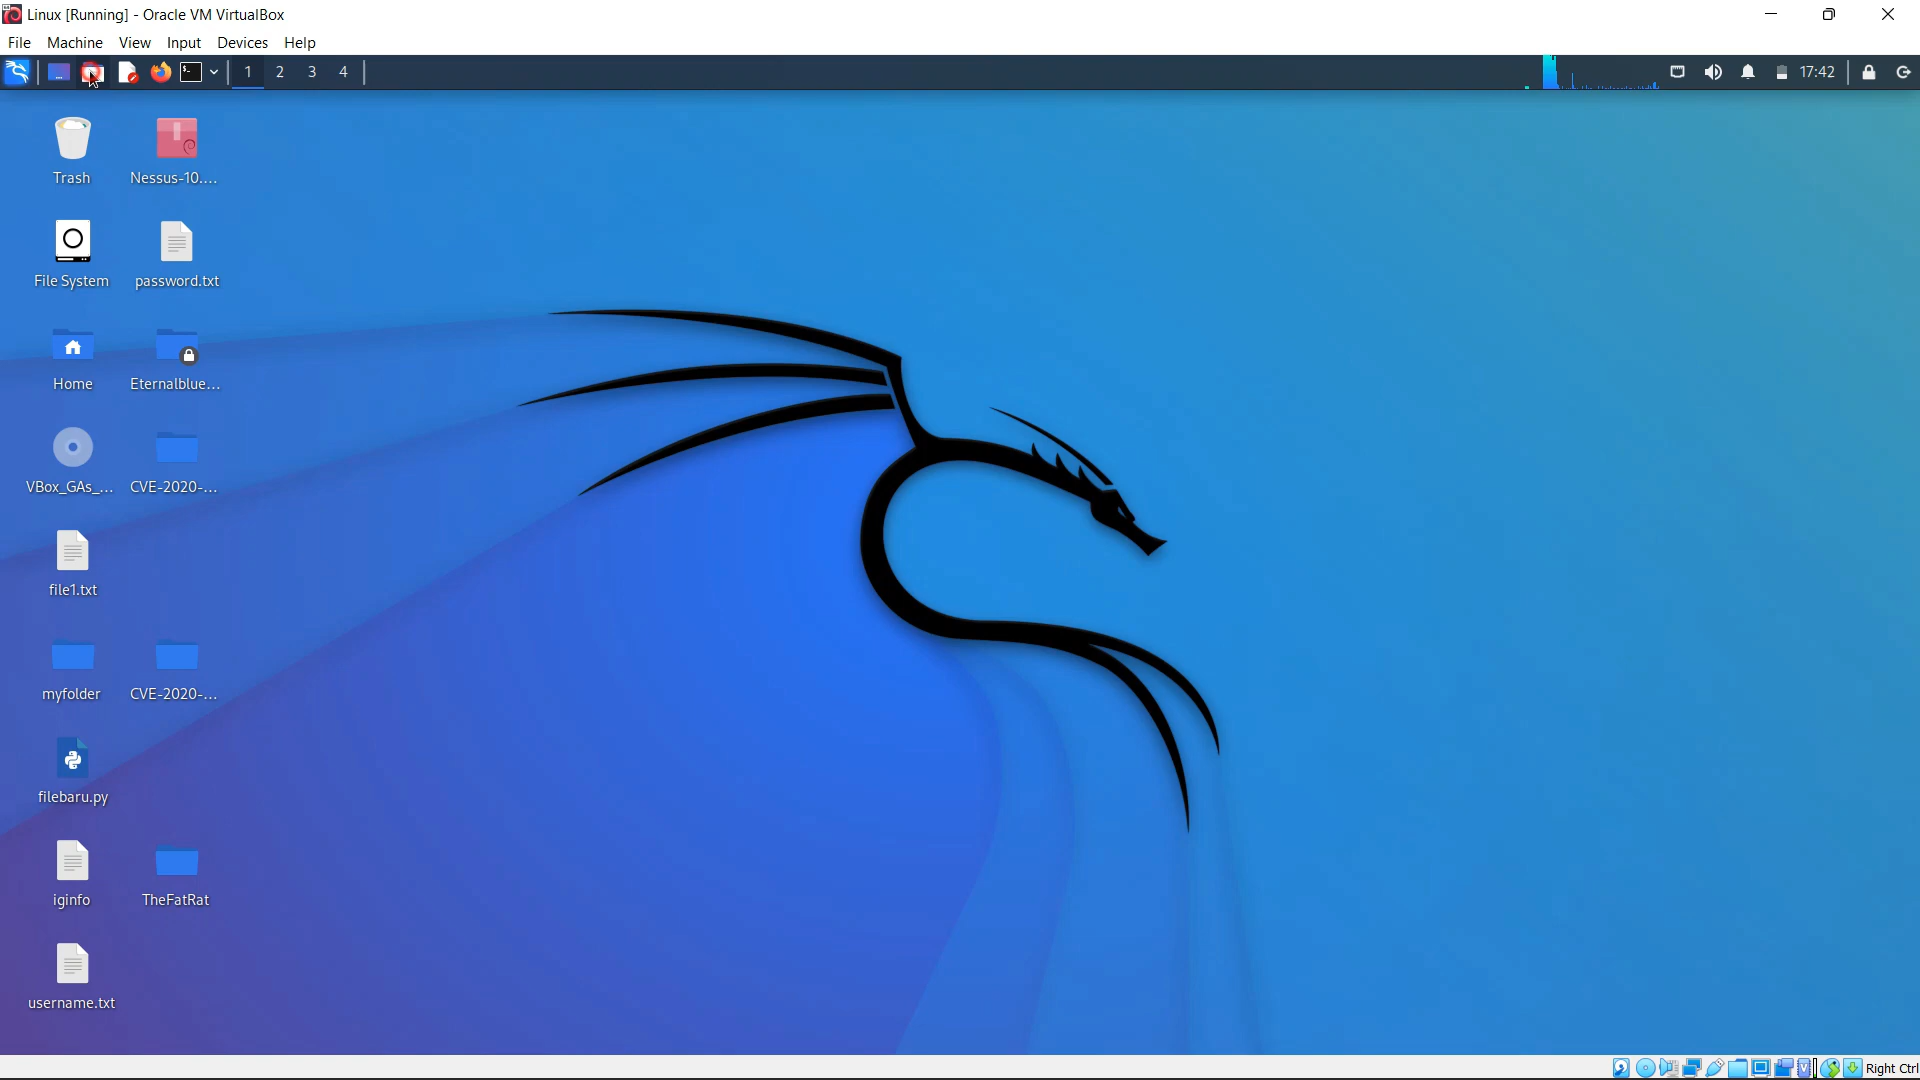 Linux [Running] - Oracle VM VirtualBox
File Machine View Input Devices Help
1 2 3 4 17:42
Trash Nessus-10....
File System password.txt
Home Eternalblue...
VBox_GAs_... CVE-2020-...
file1.txt
myfolder CVE-2020-...
filebaru.py
iginfo TheFatRat
username.txt
Right Ctrl